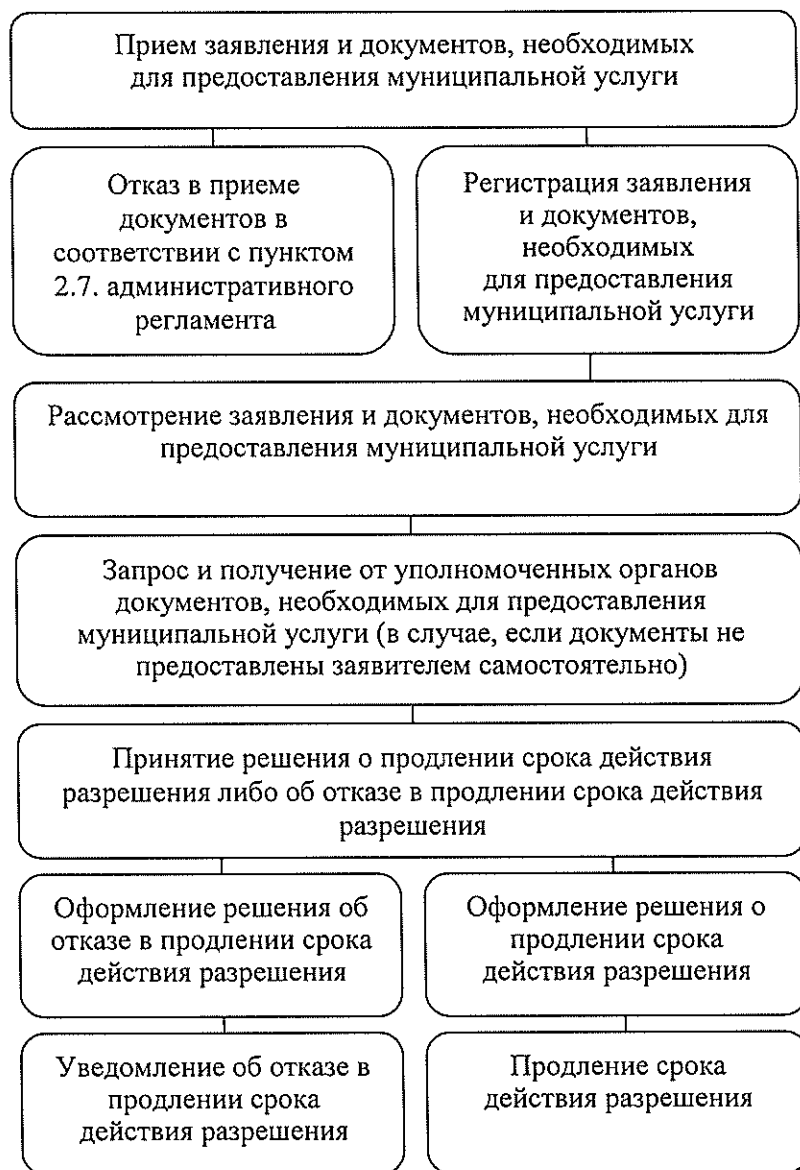 Прием заявления и документов, необходимых
для предоставления муниципальной услуги
Отказ в приеме
документов в
соответствии с пунктом
2.7. административного
регламента
Регистрация заявления
и документов,
необходимых
для предоставления
муниципальной услуги
Рассмотрение заявления и документов, необходимых для
предоставления муниципальной услуги
Запрос и получение от уполномоченных органов
документов, необходимых для предоставления
муниципальной услуги (в случае, если документы не
предоставлены заявителем самостоятельно)
Принятие решения о продлении срока действия
разрешения либо об отказе в продлении срока действия
разрешения
Оформление решения об
отказе в продлении срока
действия разрешения
Оформление решения о
продлении срока
действия разрешения
Уведомление об отказе в
продлении срока
действия разрешения
Продление срока
действия разрешения